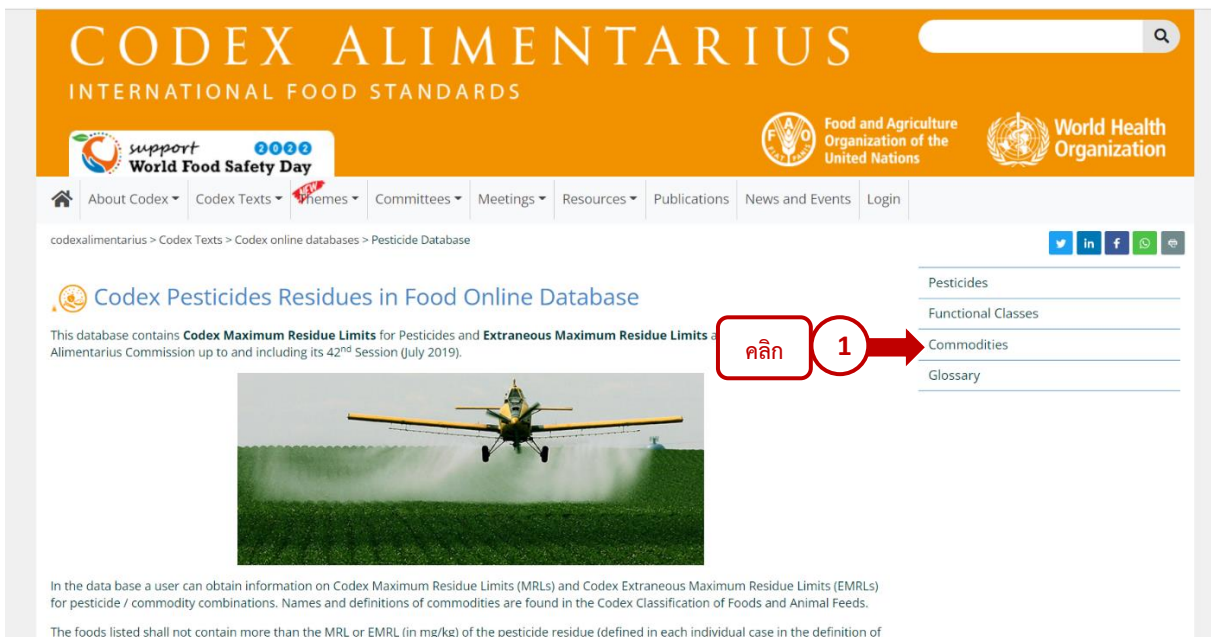 CODEX ALIMENTARIUS
INTERNATIONAL FOOD STANDARDS
support 2022
World Food Safety Day
FAO
FIAT PANIS
Food and Agriculture
Organization of the
United Nations
World Health
Organization
About Codex Codex Texts Themes Committees Meetings Resources Publications News and Events Login
NEW
codexalimentarius > Codex Texts > Codex online databases > Pesticide Database
Codex Pesticides Residues in Food Online Database
This database contains Codex Maximum Residue Limits for Pesticides and Extraneous Maximum Residue Limits a
Alimentarius Commission up to and including its 42nd Session (July 2019).
คลิก 1
Pesticides
Functional Classes
Commodities
Glossary
In the data base a user can obtain information on Codex Maximum Residue Limits (MRLs) and Codex Extraneous Maximum Residue Limits (EMRLs)
for pesticide / commodity combinations. Names and definitions of commodities are found in the Codex Classification of Foods and Animal Feeds.
The foods listed shall not contain more than the MRL or EMRL (in mg/kg) of the pesticide residue (defined in each individual case in the definition of